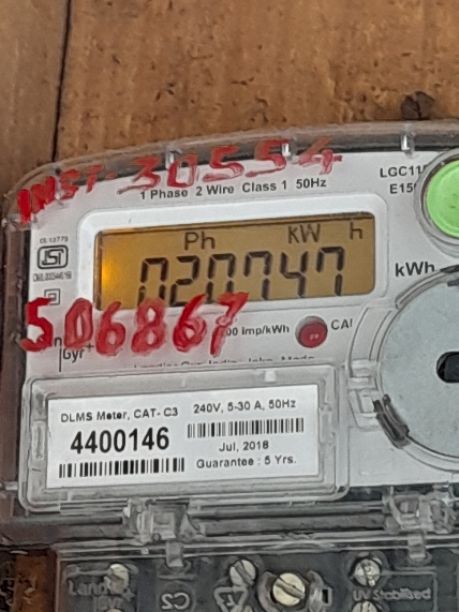 INST-30554
1 Phase 2 Wire Class 1 50Hz
Ph KW h
020747
kWh
506867
00 imp/kWh
CAL
Gyr
DLMS Meter, CAT- C3
240V, 5-30 A, 50Hz
4400146
Jul, 2018
Guarantee : 5 Yrs.
UV Stabilised